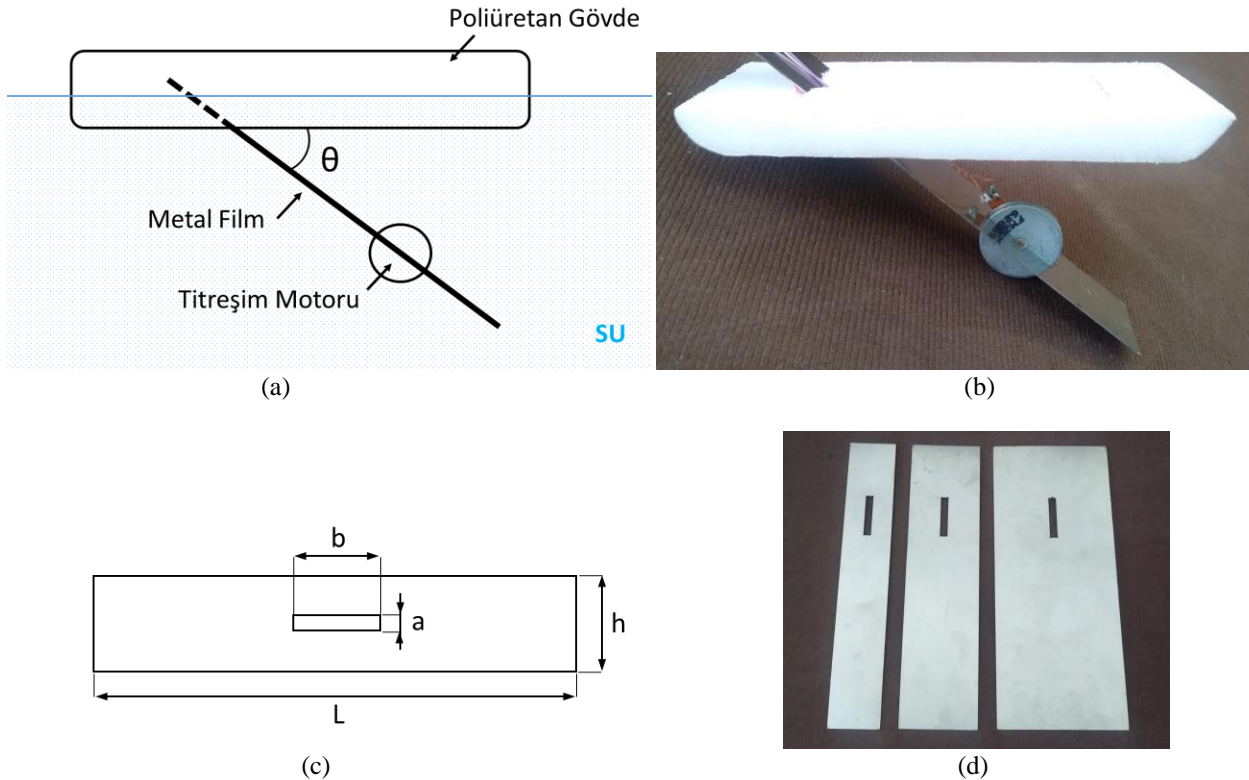 Poliüretan Gövde
θ
Metal Film
Titreşim Motoru
SU
(a)
(b)
b
a
h
L
(c)
(d)